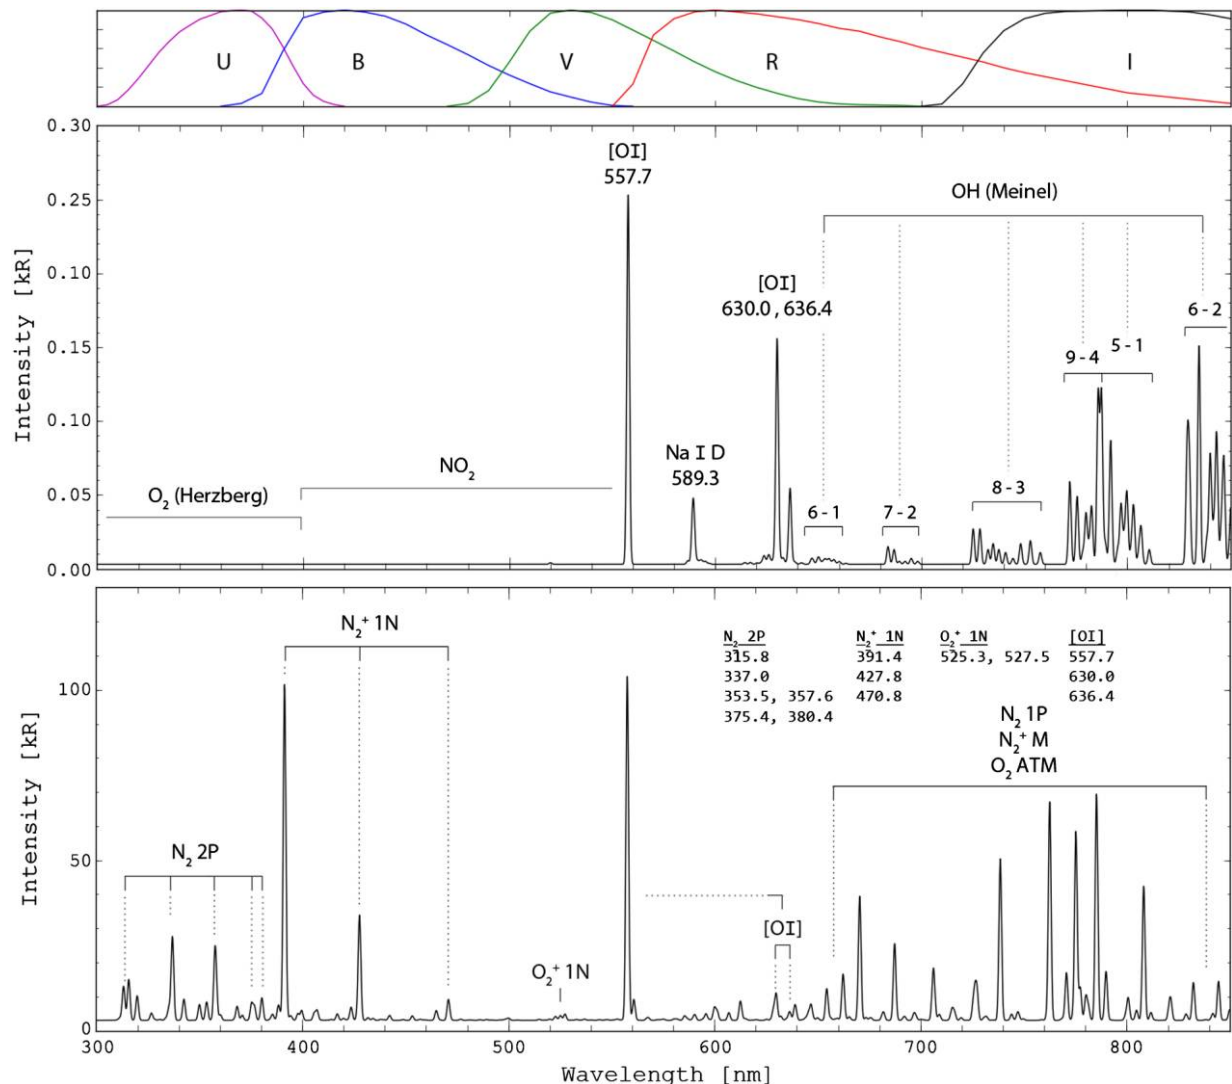 U B V R I
0.30
0.25
0.20
0.15
0.10
0.05
0.00
Intensity [kR]
[OI]
557.7
OH (Meinel)
[OI]
630.0 , 636.4
6 - 2
5 - 1
9 - 4
Na I D
589.3
NO₂
O₂ (Herzberg)
8 - 3
6 - 1
7 - 2
100
50
0
Intensity [kR]
N₂⁺ 1N
N₂ 2P
315.8
337.0
353.5, 357.6
375.4, 380.4
N₂⁺ 1N
391.4
427.8
470.8
O₂⁺ 1N
525.3, 527.5
[OI]
557.7
630.0
636.4
N₂ 1P
N₂⁺ M
O₂ ATM
N₂ 2P
[OI]
O₂⁺ 1N
300 400 500 600 700 800
Wavelength [nm]